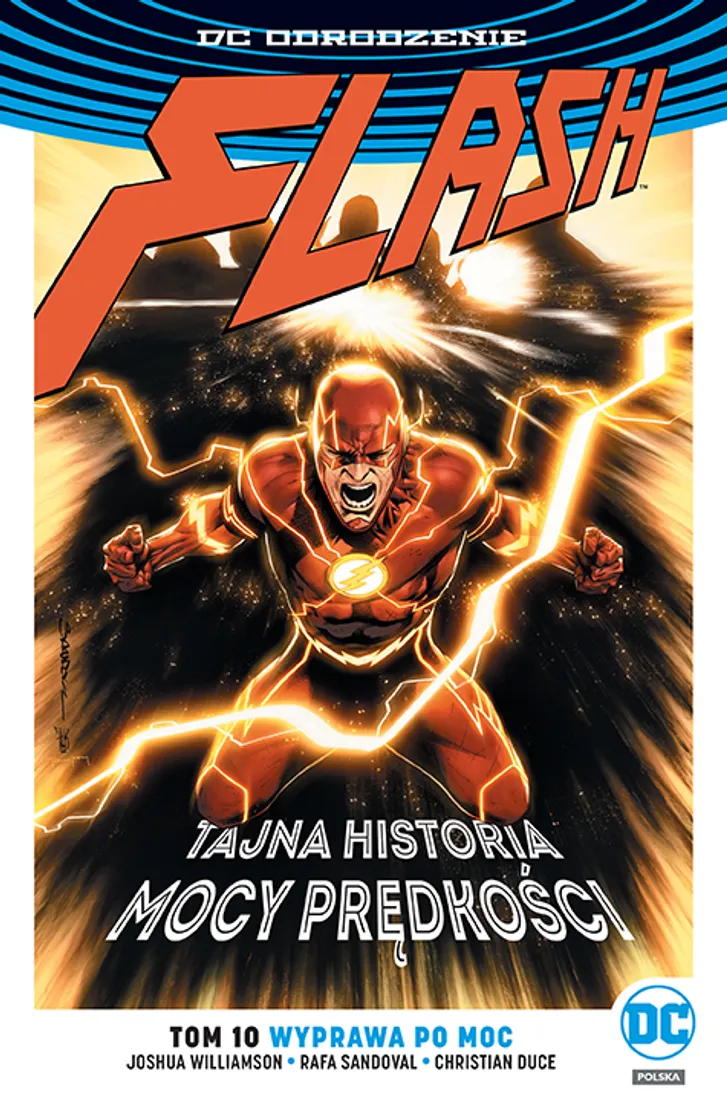 DC ODRODZENIE
FLASH™
TAJNA HISTORIA
MOCY PRĘDKOŚCI
TOM 10 WYPRAWA PO MOC
JOSHUA WILLIAMSON • RAFA SANDOVAL • CHRISTIAN DUCE
DC
POLSKA